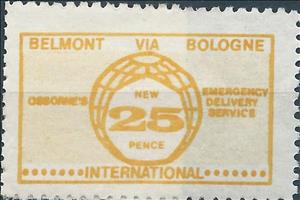 BELMONT VIA BOLOGNE
NEW
OSBORNE'S 25 EMERGENCY DELIVERY SERVICE
PENCE
INTERNATIONAL